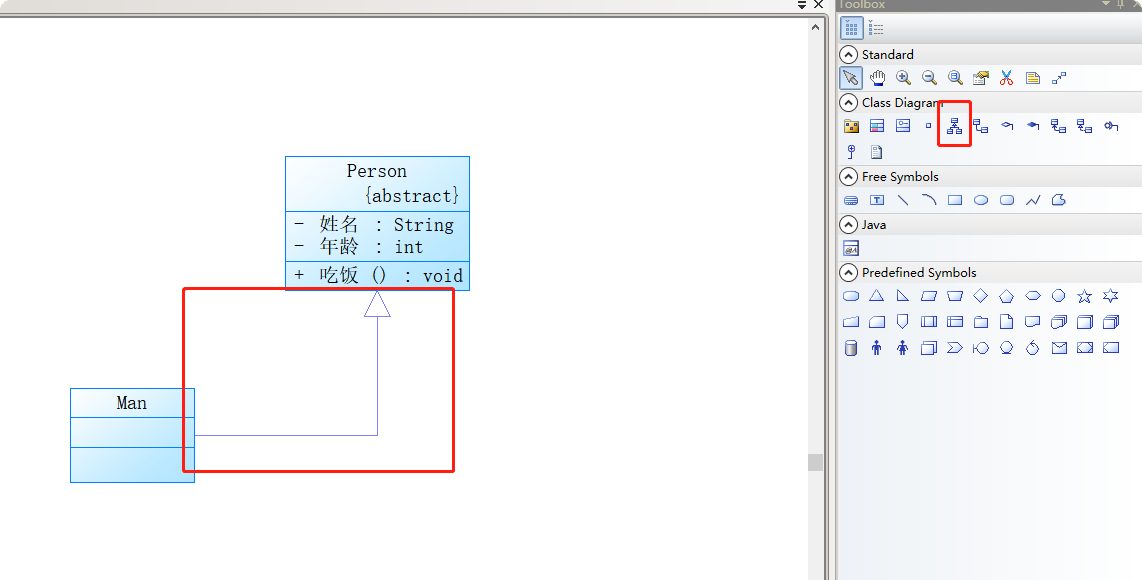 Toolbox
Standard
Class Diagram
Free Symbols
Java
Predefined Symbols
Person
{abstract}
- 姓名 : String
- 年龄 : int
+ 吃饭 () : void
Man